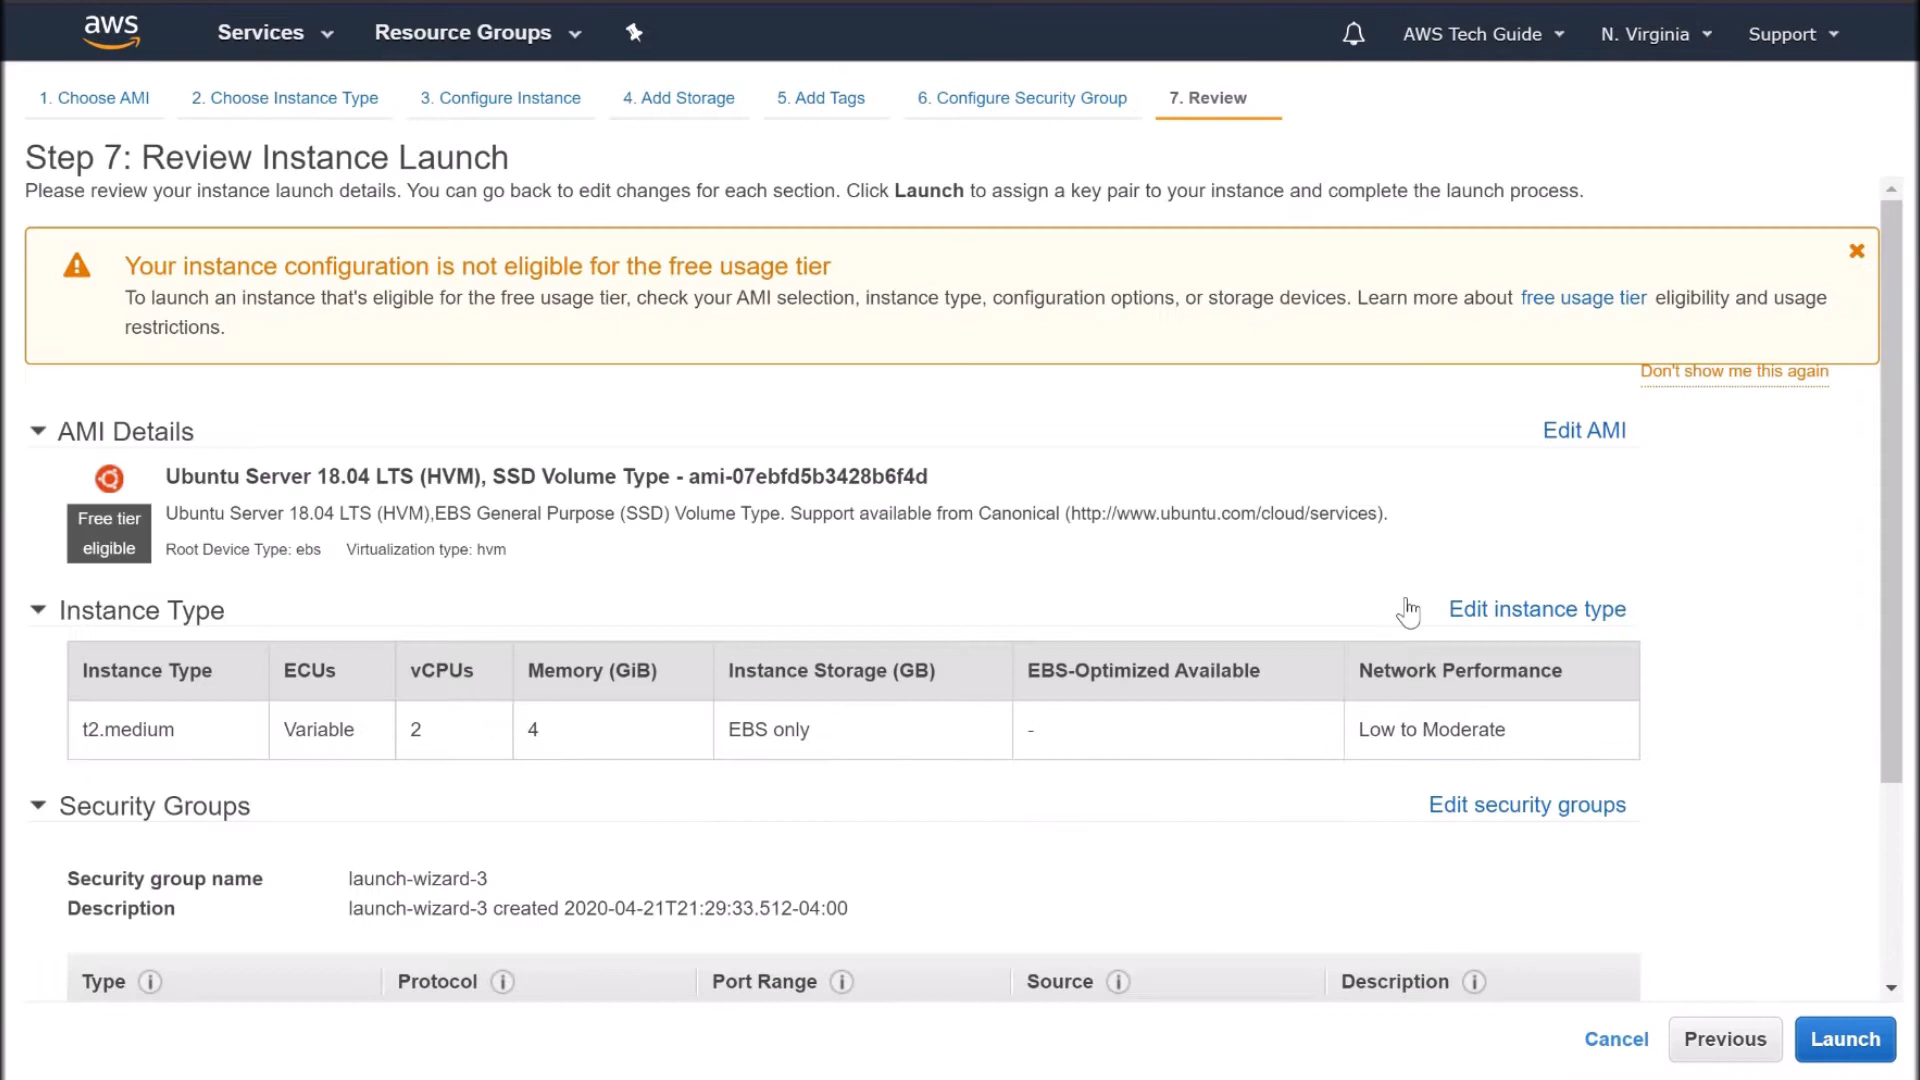 aws Services Resource Groups AWS Tech Guide N. Virginia Support
1. Choose AMI 2. Choose Instance Type 3. Configure Instance 4. Add Storage 5. Add Tags 6. Configure Security Group 7. Review
Step 7: Review Instance Launch
Please review your instance launch details. You can go back to edit changes for each section. Click Launch to assign a key pair to your instance and complete the launch process.
Your instance configuration is not eligible for the free usage tier
To launch an instance that's eligible for the free usage tier, check your AMI selection, instance type, configuration options, or storage devices. Learn more about free usage tier eligibility and usage
restrictions.
Don't show me this again
AMI Details Edit AMI
Ubuntu Server 18.04 LTS (HVM), SSD Volume Type - ami-07ebfd5b3428b6f4d
Free tier
eligible
Ubuntu Server 18.04 LTS (HVM),EBS General Purpose (SSD) Volume Type. Support available from Canonical (http://www.ubuntu.com/cloud/services).
Root Device Type: ebs Virtualization type: hvm
Instance Type Edit instance type
Instance Type ECUs vCPUs Memory (GiB) Instance Storage (GB) EBS-Optimized Available Network Performance
t2.medium Variable 2 4 EBS only - Low to Moderate
Security Groups Edit security groups
Security group name launch-wizard-3
Description launch-wizard-3 created 2020-04-21T21:29:33.512-04:00
Type Protocol Port Range Source Description
Cancel Previous Launch